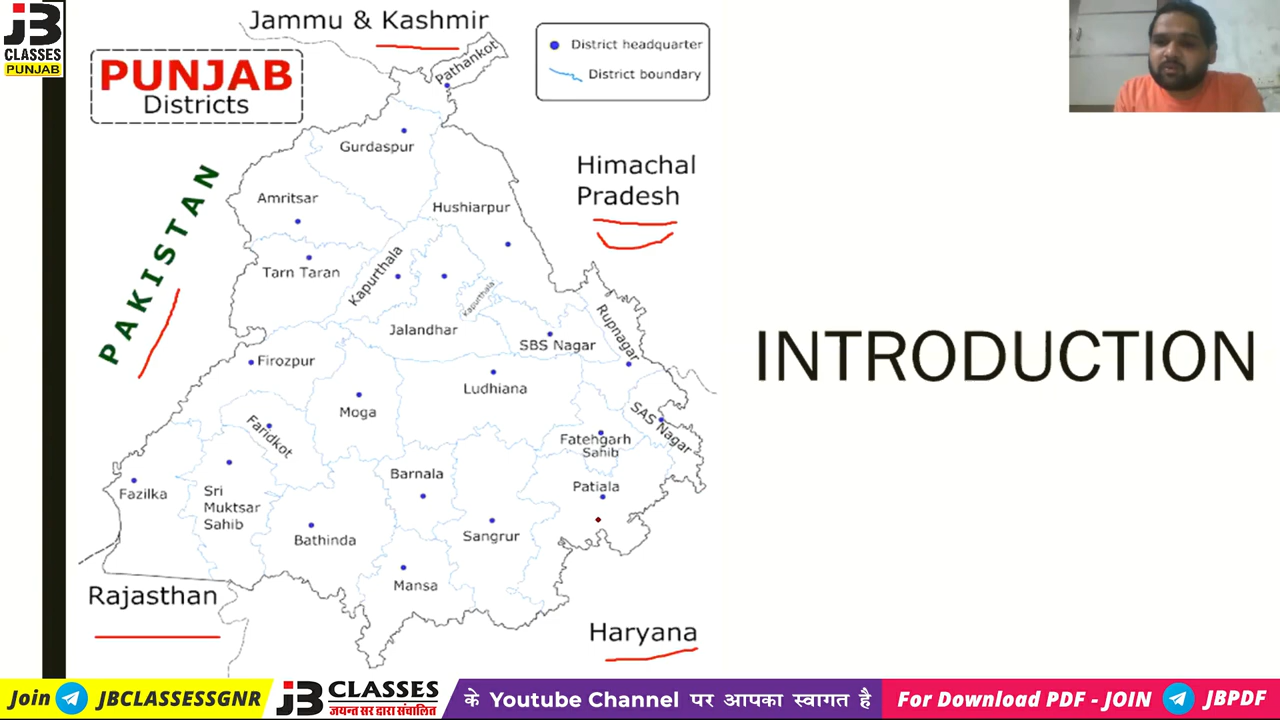 JB
CLASSES
PUNJAB
PUNJAB
Districts
Jammu & Kashmir
District headquarter
District boundary
Pathankot
Gurdaspur
Himachal
Pradesh
PAKISTAN
Amritsar
Hushiarpur
Tarn Taran
Kapurthala
Kapurthala
Jalandhar
SBS Nagar
Rupnagar
INTRODUCTION
Firozpur
Ludhiana
Moga
Faridkot
SAS Nagar
Fatehgarh
Sahib
Barnala
Patiala
Fazilka
Sri
Muktsar
Sahib
Bathinda
Sangrur
Mansa
Rajasthan
Haryana
Join JBCLASSESSGNR
JB CLASSES
जयन्त सर द्वारा संचालित
के Youtube Channel पर आपका स्वागत है
For Download PDF - JOIN JBPDF